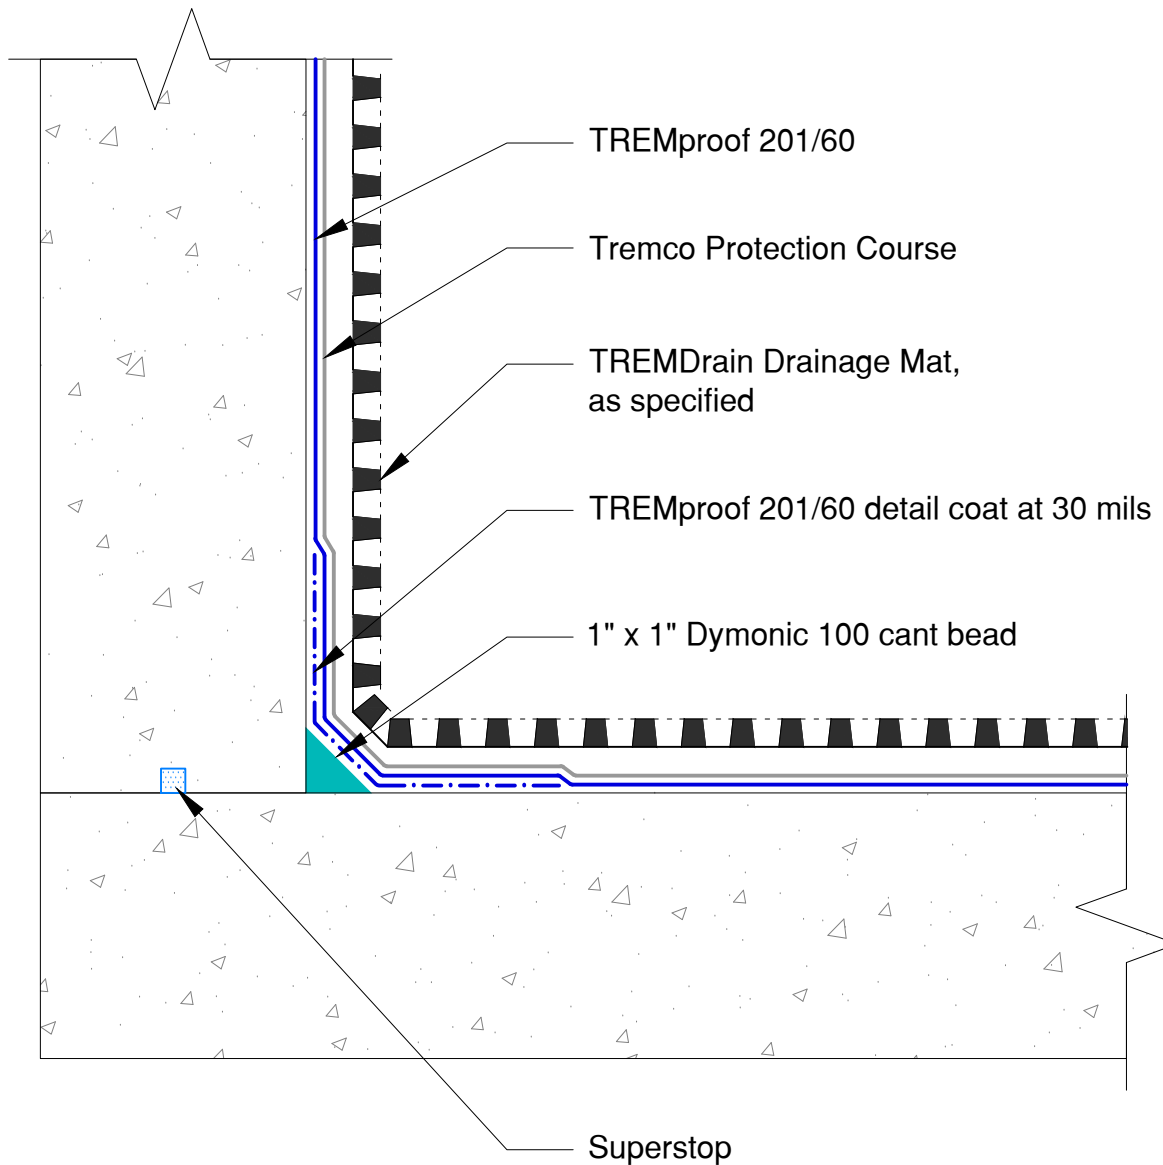 TREMproof 201/60
Tremco Protection Course
TREMDrain Drainage Mat,
as specified
TREMproof 201/60 detail coat at 30 mils
1" x 1" Dymonic 100 cant bead
Superstop